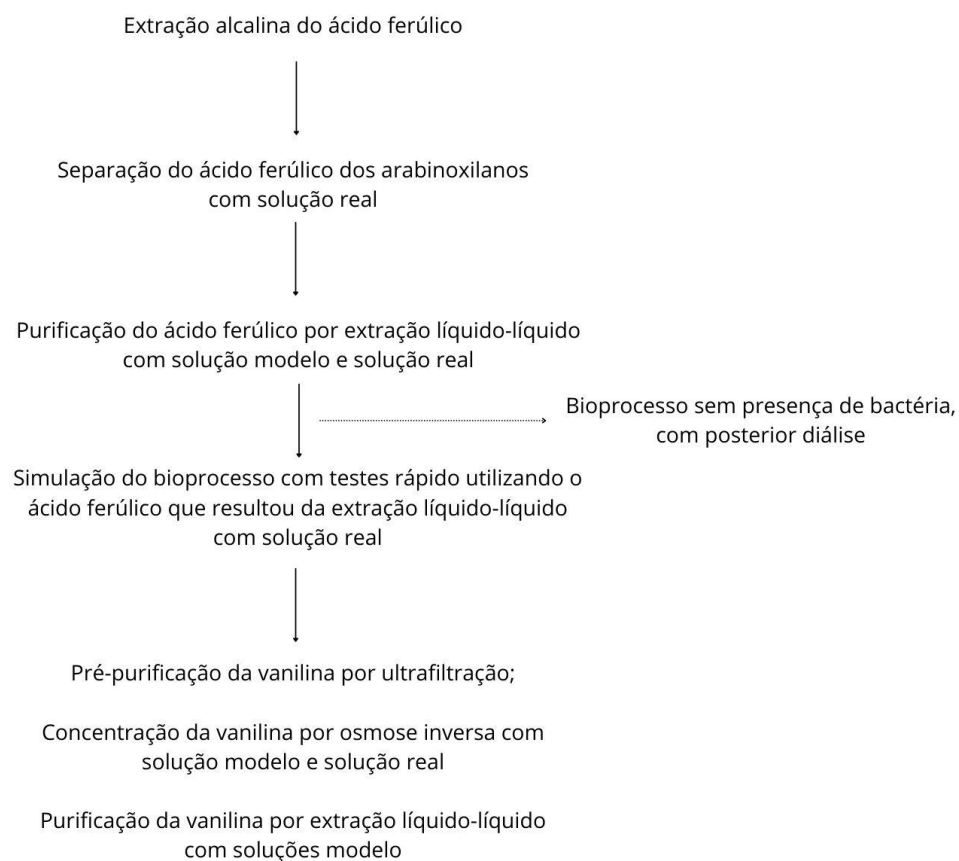 Extração alcalina do ácido ferúlico
Separação do ácido ferúlico dos arabinoxilanos
com solução real
Purificação do ácido ferúlico por extração líquido-líquido
com solução modelo e solução real
Bioprocesso sem presença de bactéria,
com posterior diálise
Simulação do bioprocesso com testes rápido utilizando o
ácido ferúlico que resultou da extração líquido-líquido
com solução real
Pré-purificação da vanilina por ultrafiltração;
Concentração da vanilina por osmose inversa com
solução modelo e solução real
Purificação da vanilina por extração líquido-líquido
com soluções modelo